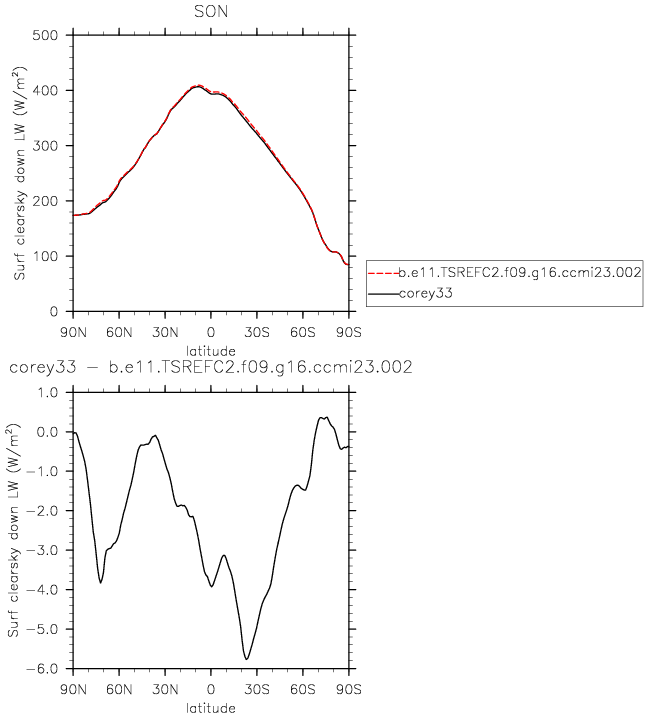 SON
500
400
300
200
100
0
Surf clearsky down LW (W/m²)
90N 60N 30N 0 30S 60S 90S
latitude
b.e11.TSREFC2.f09.g16.ccmi23.002
corey33
corey33 − b.e11.TSREFC2.f09.g16.ccmi23.002
1.0
0.0
-1.0
-2.0
-3.0
-4.0
-5.0
-6.0
Surf clearsky down LW (W/m²)
90N 60N 30N 0 30S 60S 90S
latitude